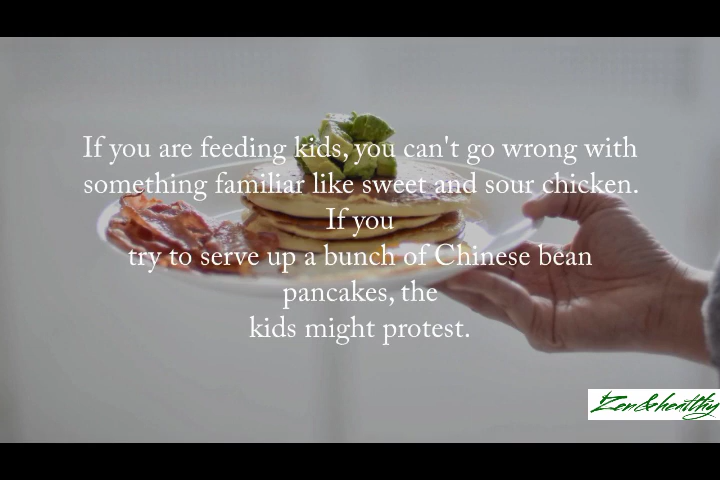 If you are feeding kids, you can't go wrong with
something familiar like sweet and sour chicken.
If you
try to serve up a bunch of Chinese bean
pancakes, the
kids might protest.
Zen&healthy